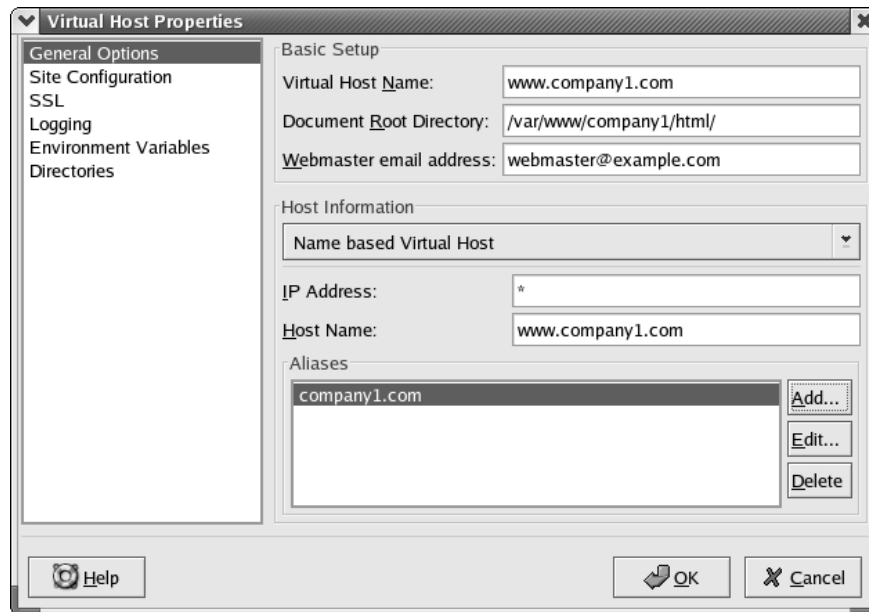 Virtual Host Properties
General Options
Site Configuration
SSL
Logging
Environment Variables
Directories
Basic Setup
Virtual Host Name: www.company1.com
Document Root Directory: /var/www/company1/html/
Webmaster email address: webmaster@example.com
Host Information
Name based Virtual Host
IP Address: *
Host Name: www.company1.com
Aliases
company1.com
Add...
Edit...
Delete
Help
OK
Cancel